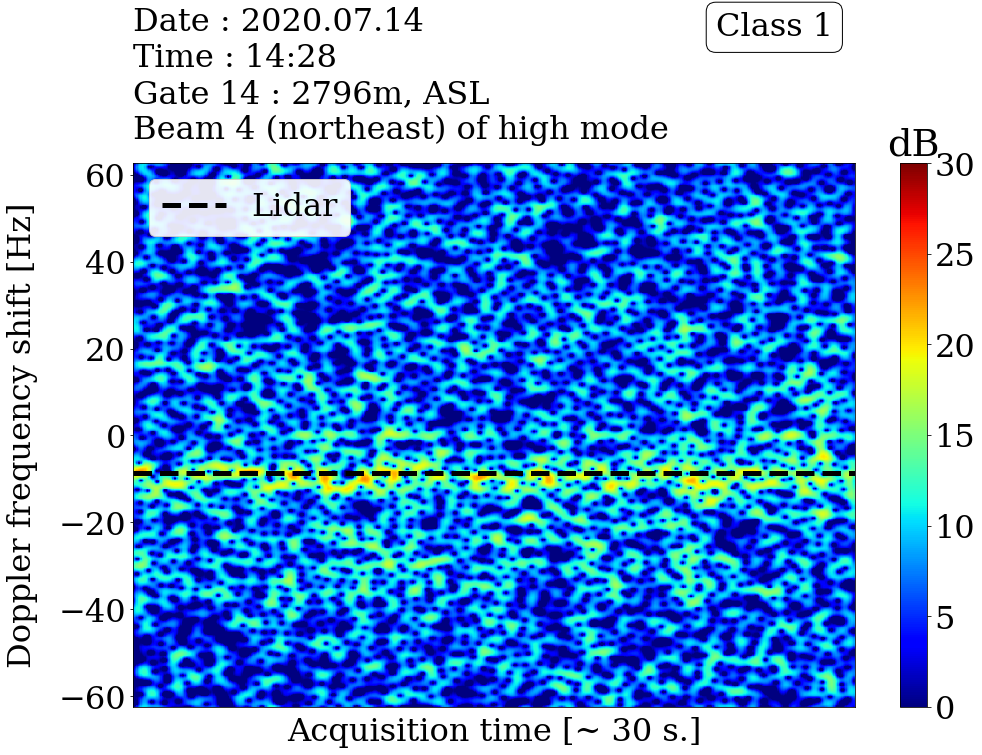 Date : 2020.07.14
Time : 14:28
Gate 14 : 2796m, ASL
Beam 4 (northeast) of high mode
Class 1
dB
Lidar
Doppler frequency shift [Hz]
60
40
20
0
−20
−40
−60
Acquisition time [~ 30 s.]
30
25
20
15
10
5
0